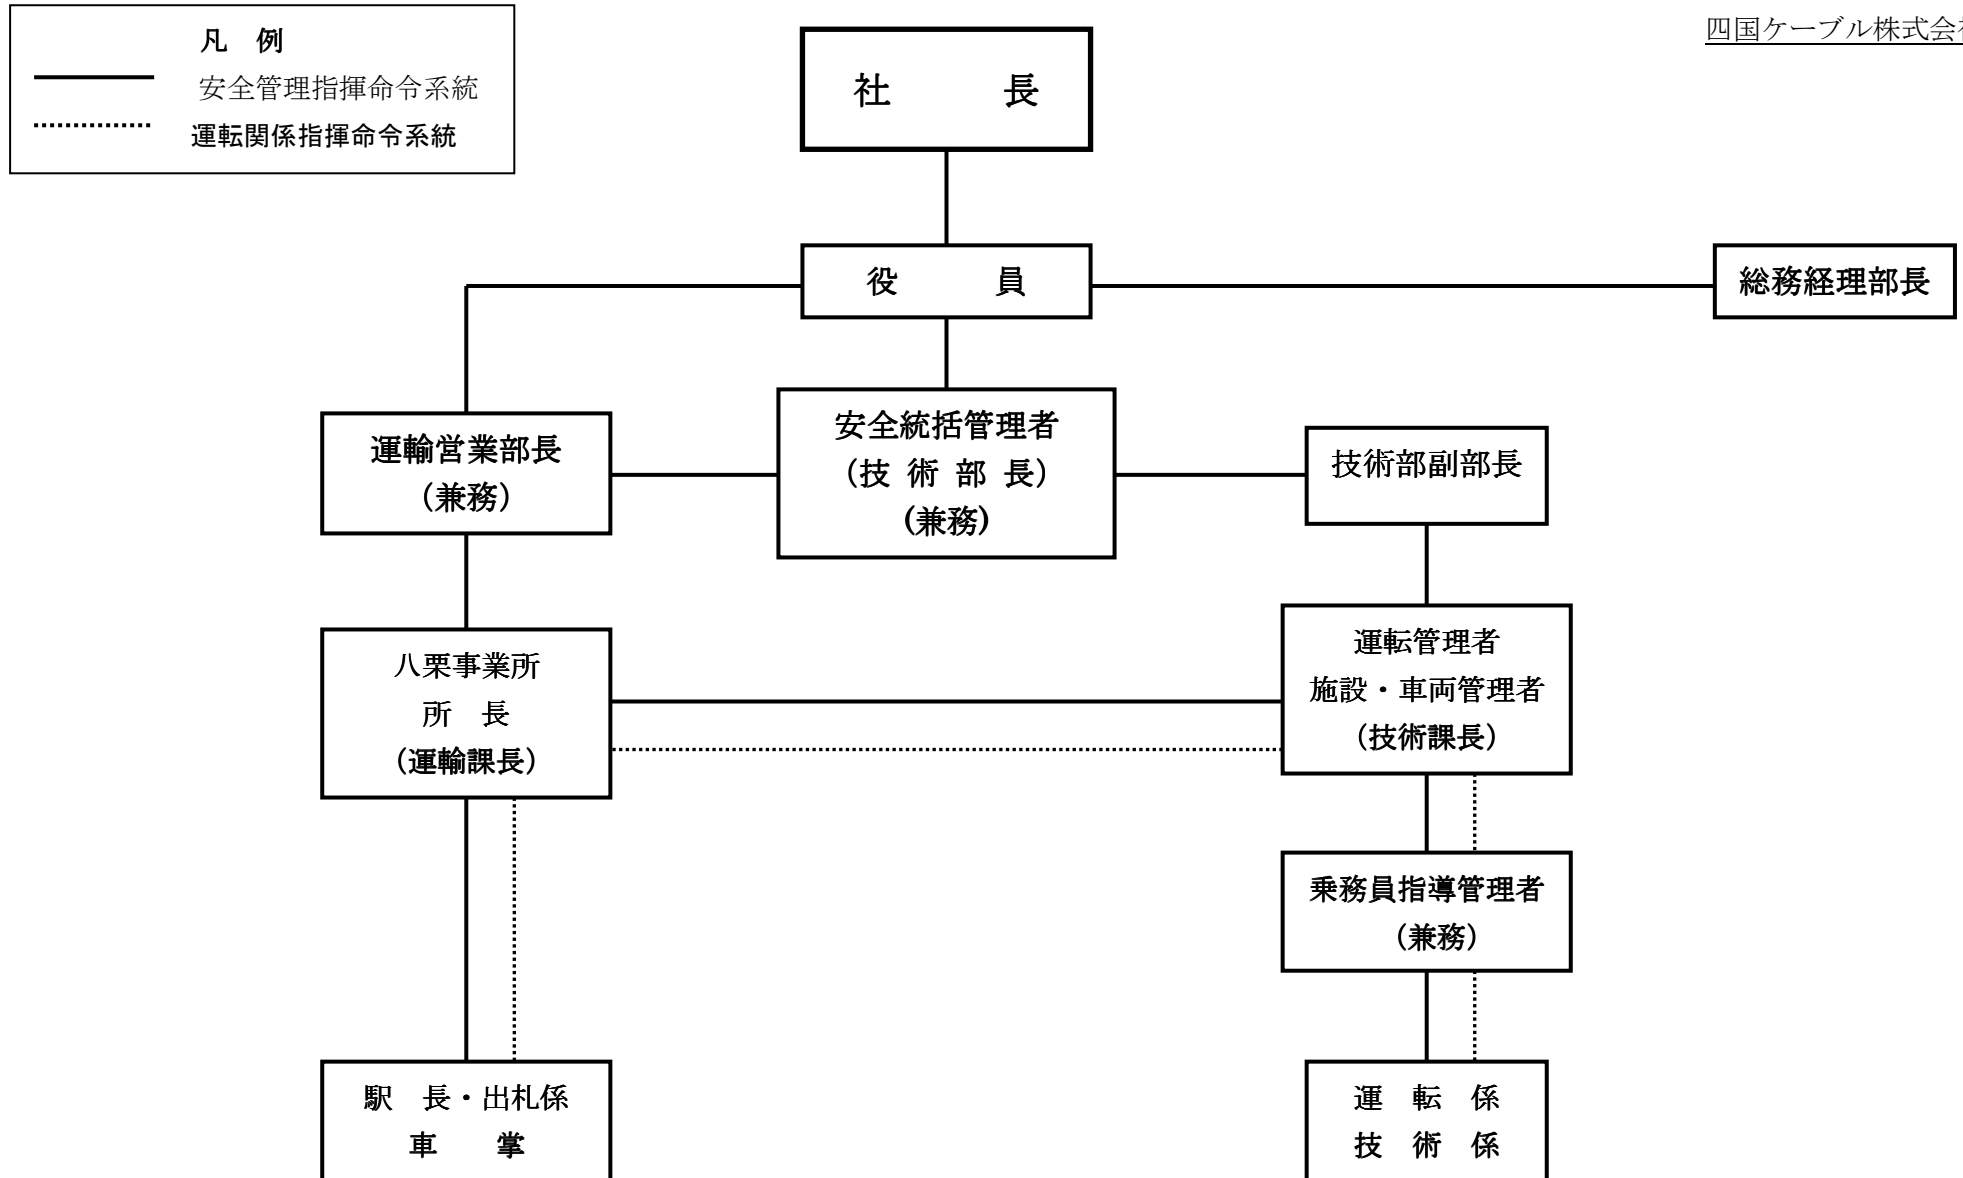 凡　例
安全管理指揮命令系統
運転関係指揮命令系統
四国ケーブル株式会
社　　　長
役　　　員
総務経理部長
運輸営業部長
（兼務）
安全統括管理者
（技 術 部 長）
（兼務）
技術部副部長
八栗事業所
所　長
（運輸課長）
運転管理者
施設・車両管理者
（技術課長）
乗務員指導管理者
（兼務）
駅　長・出札係
車　　掌
運　転　係
技　術　係